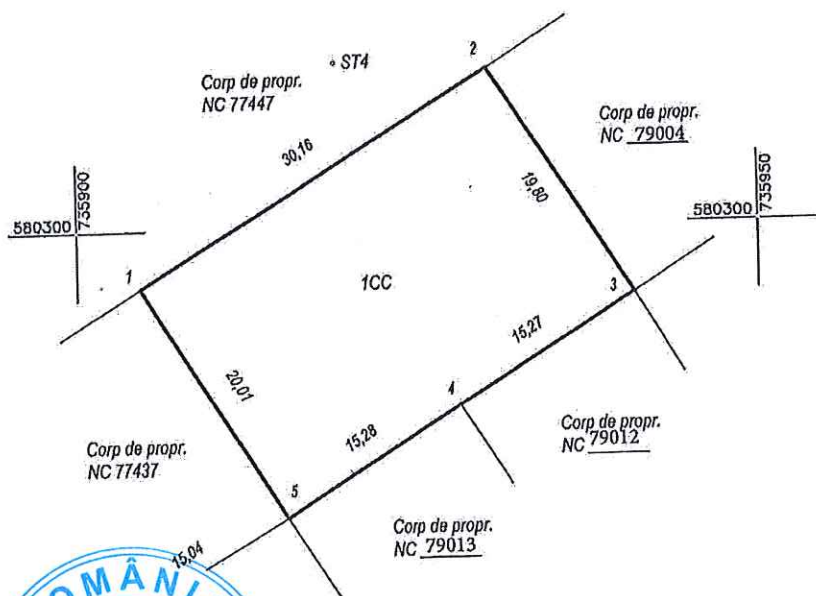 2
ST4
Corp de propr.
NC 77447
Corp de propr.
NC 79004
30,16
19,80
735900
580300
735950
580300
1
1CC
3
15,27
20,01
4
15,28
Corp de propr.
NC 79012
Corp de propr.
NC 77437
5
Corp de propr.
NC 79013
15,04
OMÂNI